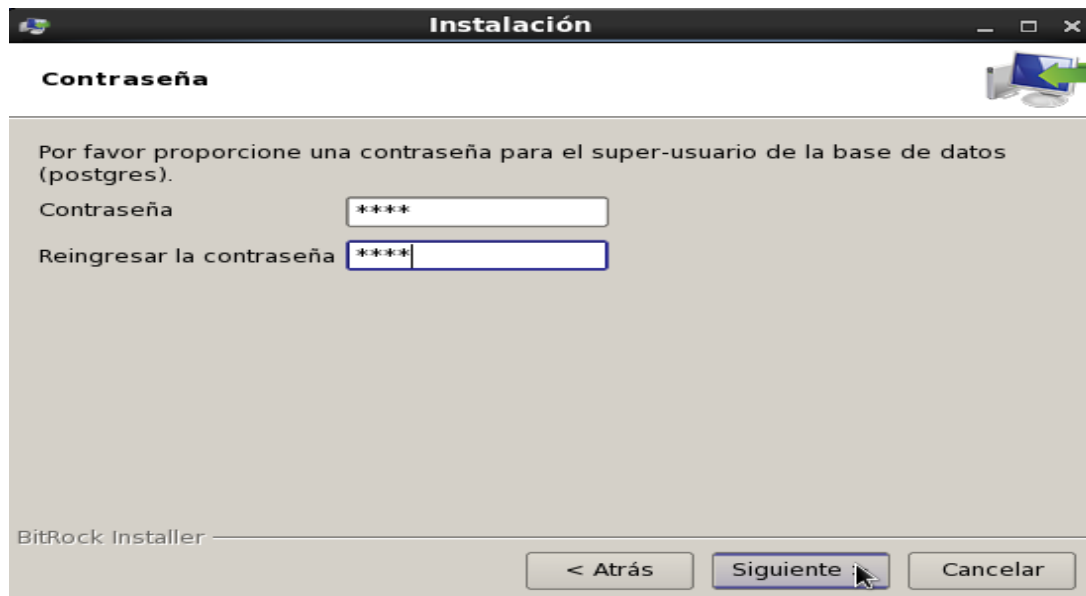 Instalación
Contraseña
Por favor proporcione una contraseña para el super-usuario de la base de datos
(postgres).
Contraseña ****
Reingresar la contraseña ****
BitRock Installer
< Atrás Siguiente > Cancelar